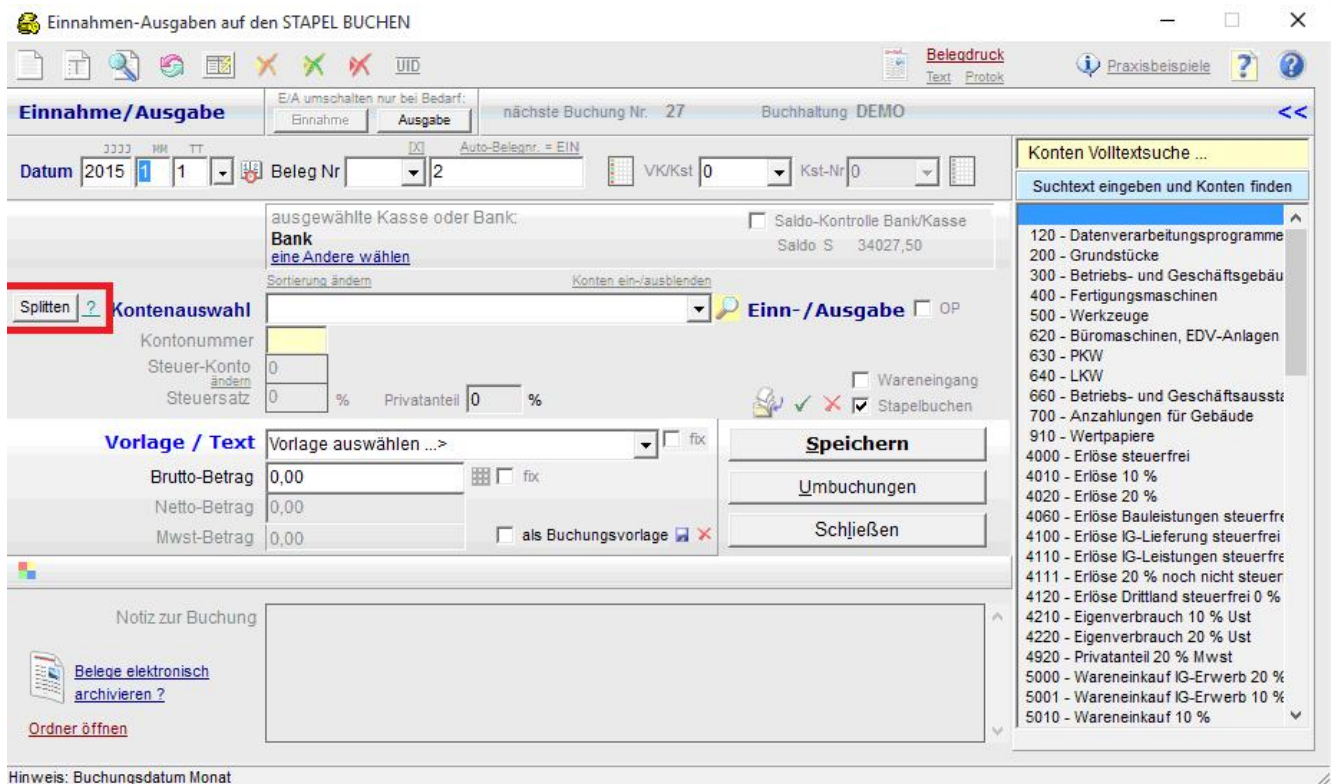 Einnahmen-Ausgaben auf den STAPEL BUCHEN
UID
Belegdruck
Text Protok
Praxisbeispiele
Einnahme/Ausgabe
E/A umschalten nur bei Bedarf:
Einnahme Ausgabe
nächste Buchung Nr. 27
Buchhaltung DEMO
<<
JJJJ MM TT
[X] Auto-Belegnr. = EIN
Datum 2015 1 1
Beleg Nr 2
VK/Kst 0
Kst-Nr 0
ausgewählte Kasse oder Bank:
Bank
eine Andere wählen
Saldo-Kontrolle Bank/Kasse
Saldo S 34027,50
Sortierung ändern
Konten ein-/ausblenden
Splitten ? Kontenauswahl
Einn-/Ausgabe OP
Kontonummer
Steuer-Konto 0
ändern
Steuersatz 0 % Privatanteil 0 %
Wareneingang
Stapelbuchen
Vorlage / Text Vorlage auswählen ...> fix
Brutto-Betrag 0,00 fix
Netto-Betrag 0,00
Mwst-Betrag 0,00
als Buchungsvorlage
Speichern
Umbuchungen
Schließen
Notiz zur Buchung
Belege elektronisch
archivieren ?
Ordner öffnen
Konten Volltextsuche ...
Suchtext eingeben und Konten finden
120 - Datenverarbeitungsprogramme
200 - Grundstücke
300 - Betriebs- und Geschäftsgebäu
400 - Fertigungsmaschinen
500 - Werkzeuge
620 - Büromaschinen, EDV-Anlagen
630 - PKW
640 - LKW
660 - Betriebs- und Geschäftsaussta
700 - Anzahlungen für Gebäude
910 - Wertpapiere
4000 - Erlöse steuerfrei
4010 - Erlöse 10 %
4020 - Erlöse 20 %
4060 - Erlöse Bauleistungen steuerfre
4100 - Erlöse IG-Lieferung steuerfrei
4110 - Erlöse IG-Leistungen steuerfre
4111 - Erlöse 20 % noch nicht steuer
4120 - Erlöse Drittland steuerfrei 0 %
4210 - Eigenverbrauch 10 % Ust
4220 - Eigenverbrauch 20 % Ust
4920 - Privatanteil 20 % Mwst
5000 - Wareneinkauf IG-Erwerb 20 %
5001 - Wareneinkauf IG-Erwerb 10 %
5010 - Wareneinkauf 10 %
Hinweis: Buchungsdatum Monat